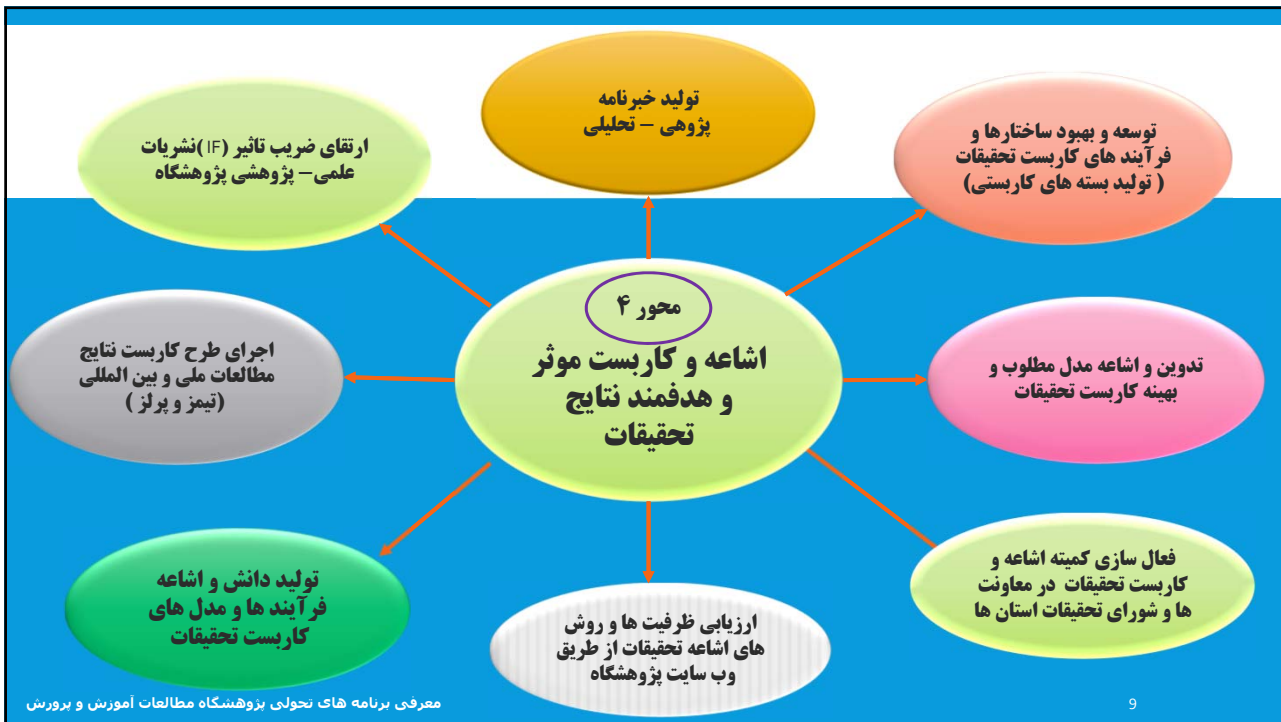 تولید خبرنامه
پژوهی – تحلیلی
توسعه و بهبود ساختارها و
فرآیند های کاربست تحقیقات
( تولید بسته های کاربستی)
ارتقای ضریب تاثیر (IF)نشریات
علمی– پژوهشی پژوهشگاه
محور ۴
اشاعه و کاربست موثر
و هدفمند نتایج
تحقیقات
تدوین و اشاعه مدل مطلوب و
بهینه کاربست تحقیقات
اجرای طرح کاربست نتایج
مطالعات ملی و بین المللی
(تیمز و پرلز )
فعال سازی کمیته اشاعه و
کاربست تحقیقات در معاونت
ها و شورای تحقیقات استان ها
ارزیابی ظرفیت ها و روش
های اشاعه تحقیقات از طریق
وب سایت پژوهشگاه
تولید دانش و اشاعه
فرآیند ها و مدل های
کاربست تحقیقات
معرفی برنامه های تحولی پژوهشگاه مطالعات آموزش و پرورش
9